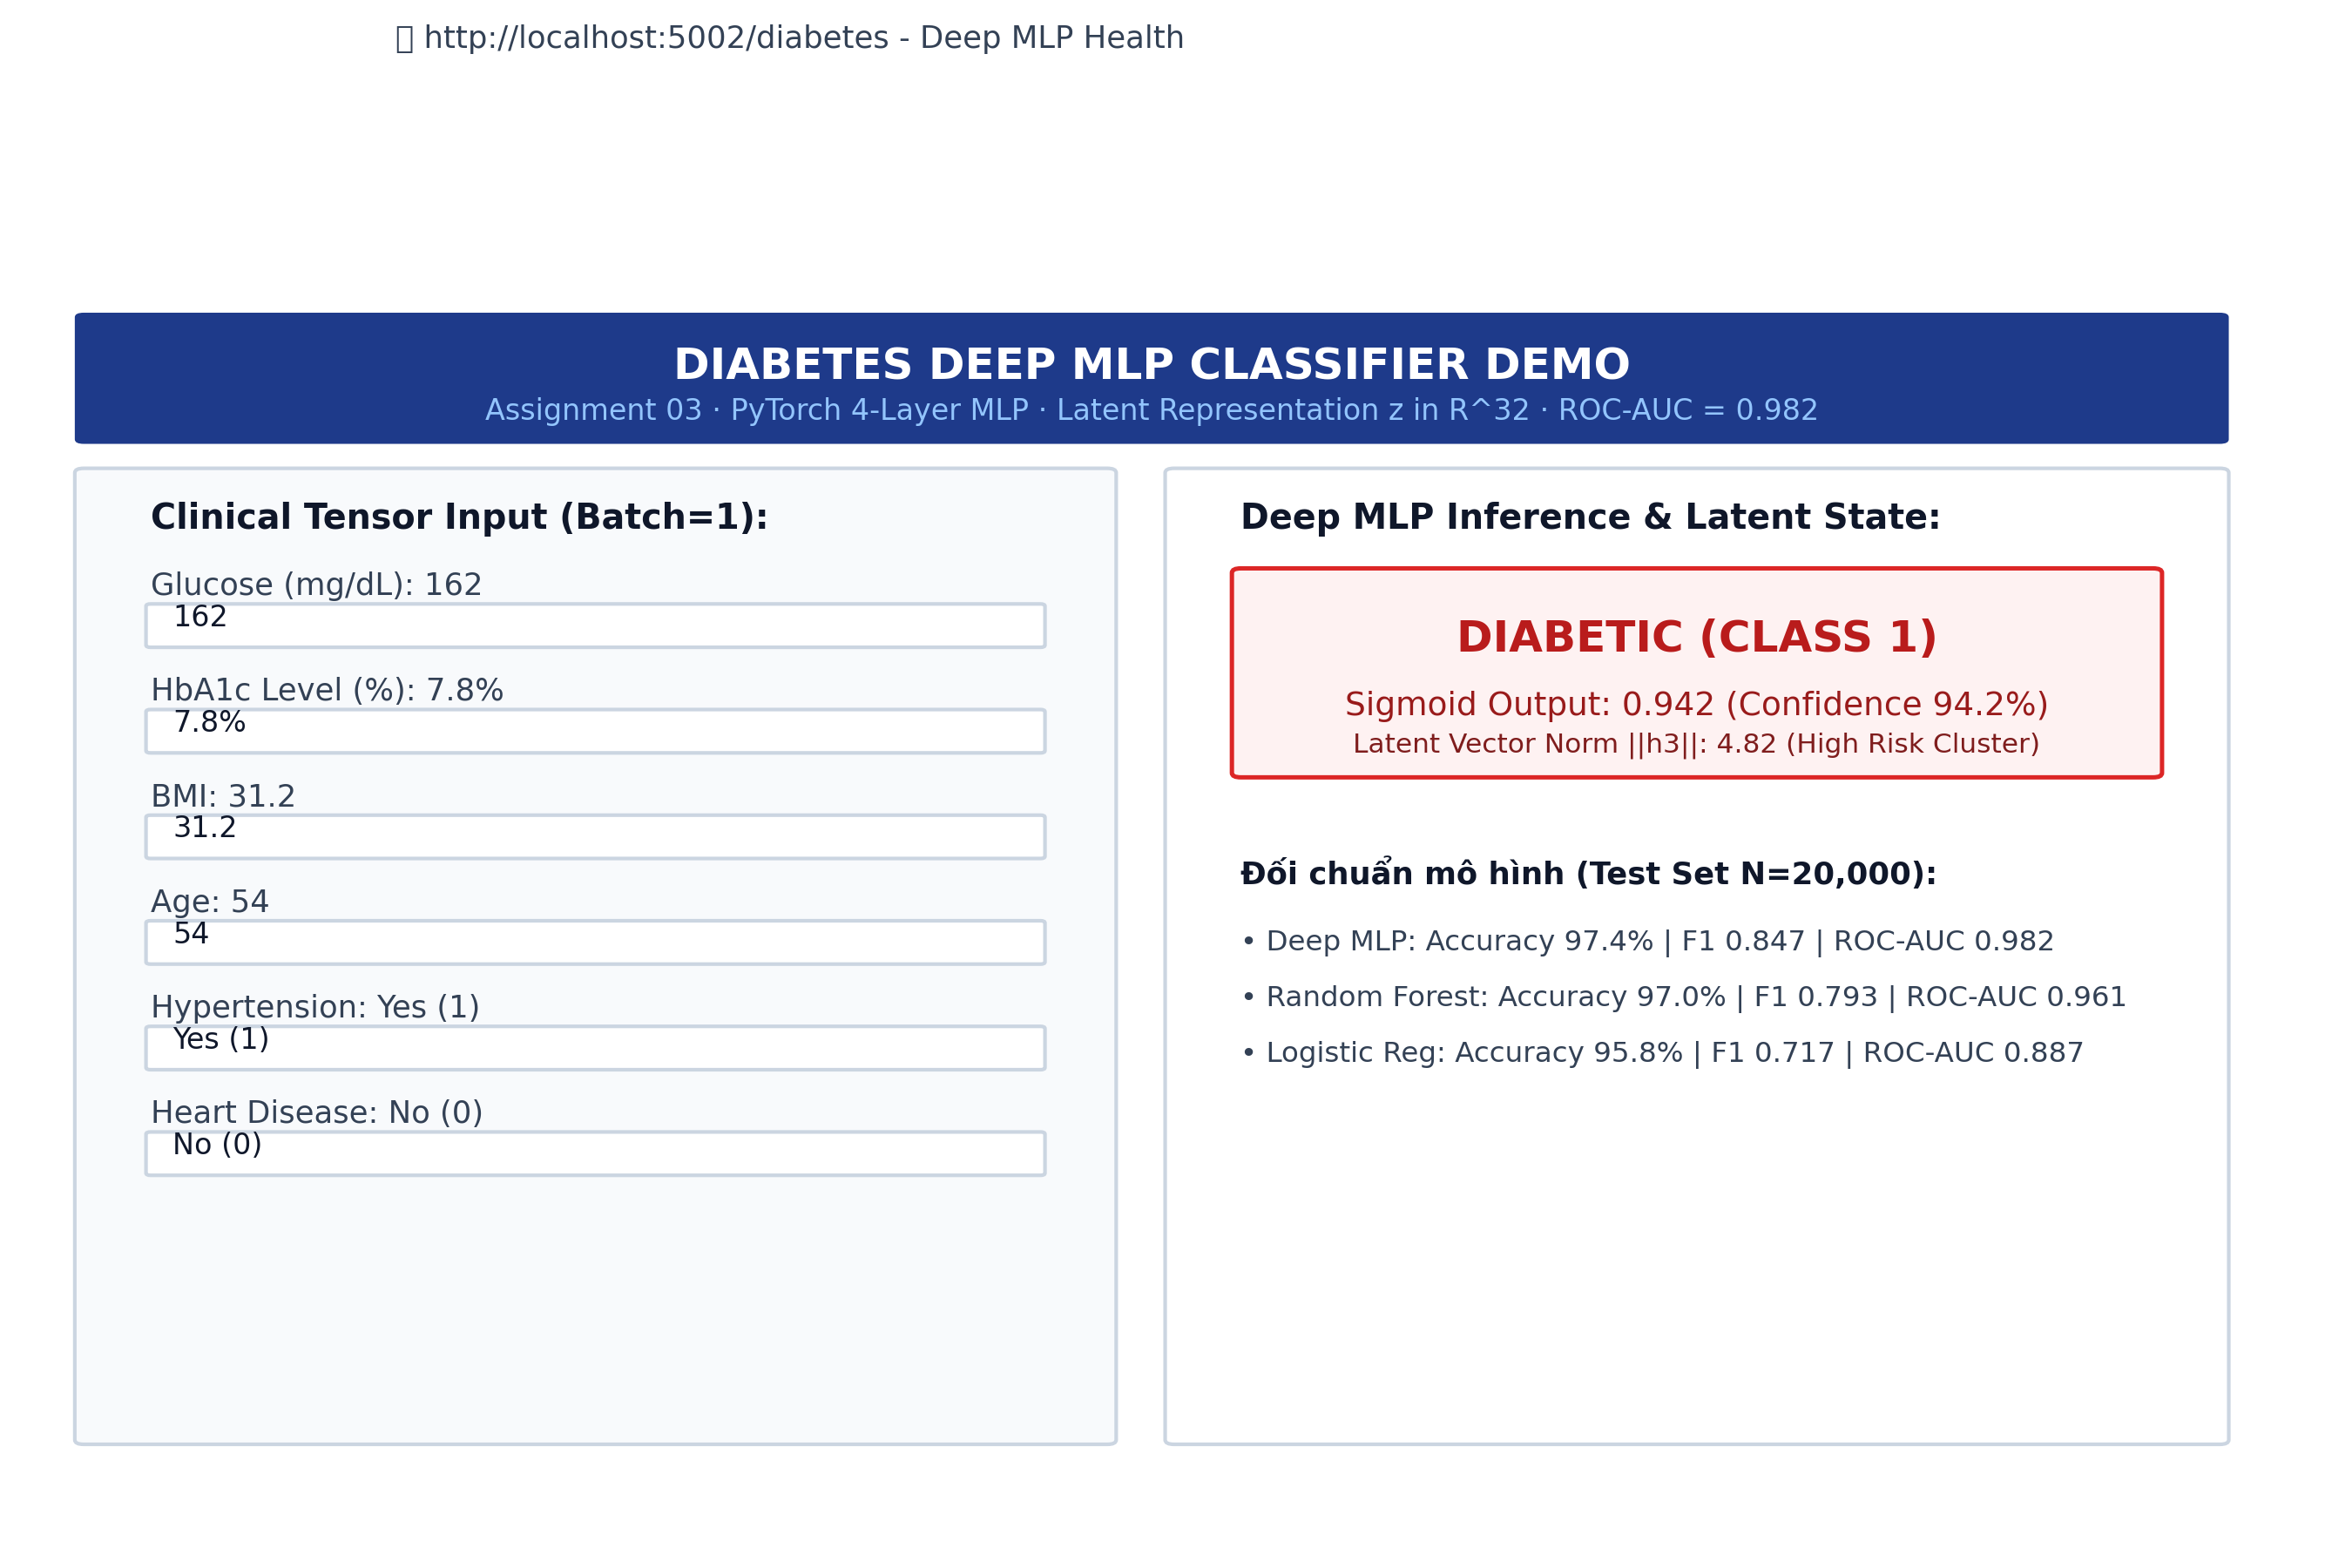 http://localhost:5002/diabetes - Deep MLP Health
DIABETES DEEP MLP CLASSIFIER DEMO
Assignment 03 · PyTorch 4-Layer MLP · Latent Representation z in R^32 · ROC-AUC = 0.982
Clinical Tensor Input (Batch=1):
Glucose (mg/dL): 162
162
HbA1c Level (%): 7.8%
7.8%
BMI: 31.2
31.2
Age: 54
54
Hypertension: Yes (1)
Yes (1)
Heart Disease: No (0)
No (0)
Deep MLP Inference & Latent State:
DIABETIC (CLASS 1)
Sigmoid Output: 0.942 (Confidence 94.2%)
Latent Vector Norm ||h3||: 4.82 (High Risk Cluster)
Đối chuẩn mô hình (Test Set N=20,000):
• Deep MLP: Accuracy 97.4% | F1 0.847 | ROC-AUC 0.982
• Random Forest: Accuracy 97.0% | F1 0.793 | ROC-AUC 0.961
• Logistic Reg: Accuracy 95.8% | F1 0.717 | ROC-AUC 0.887